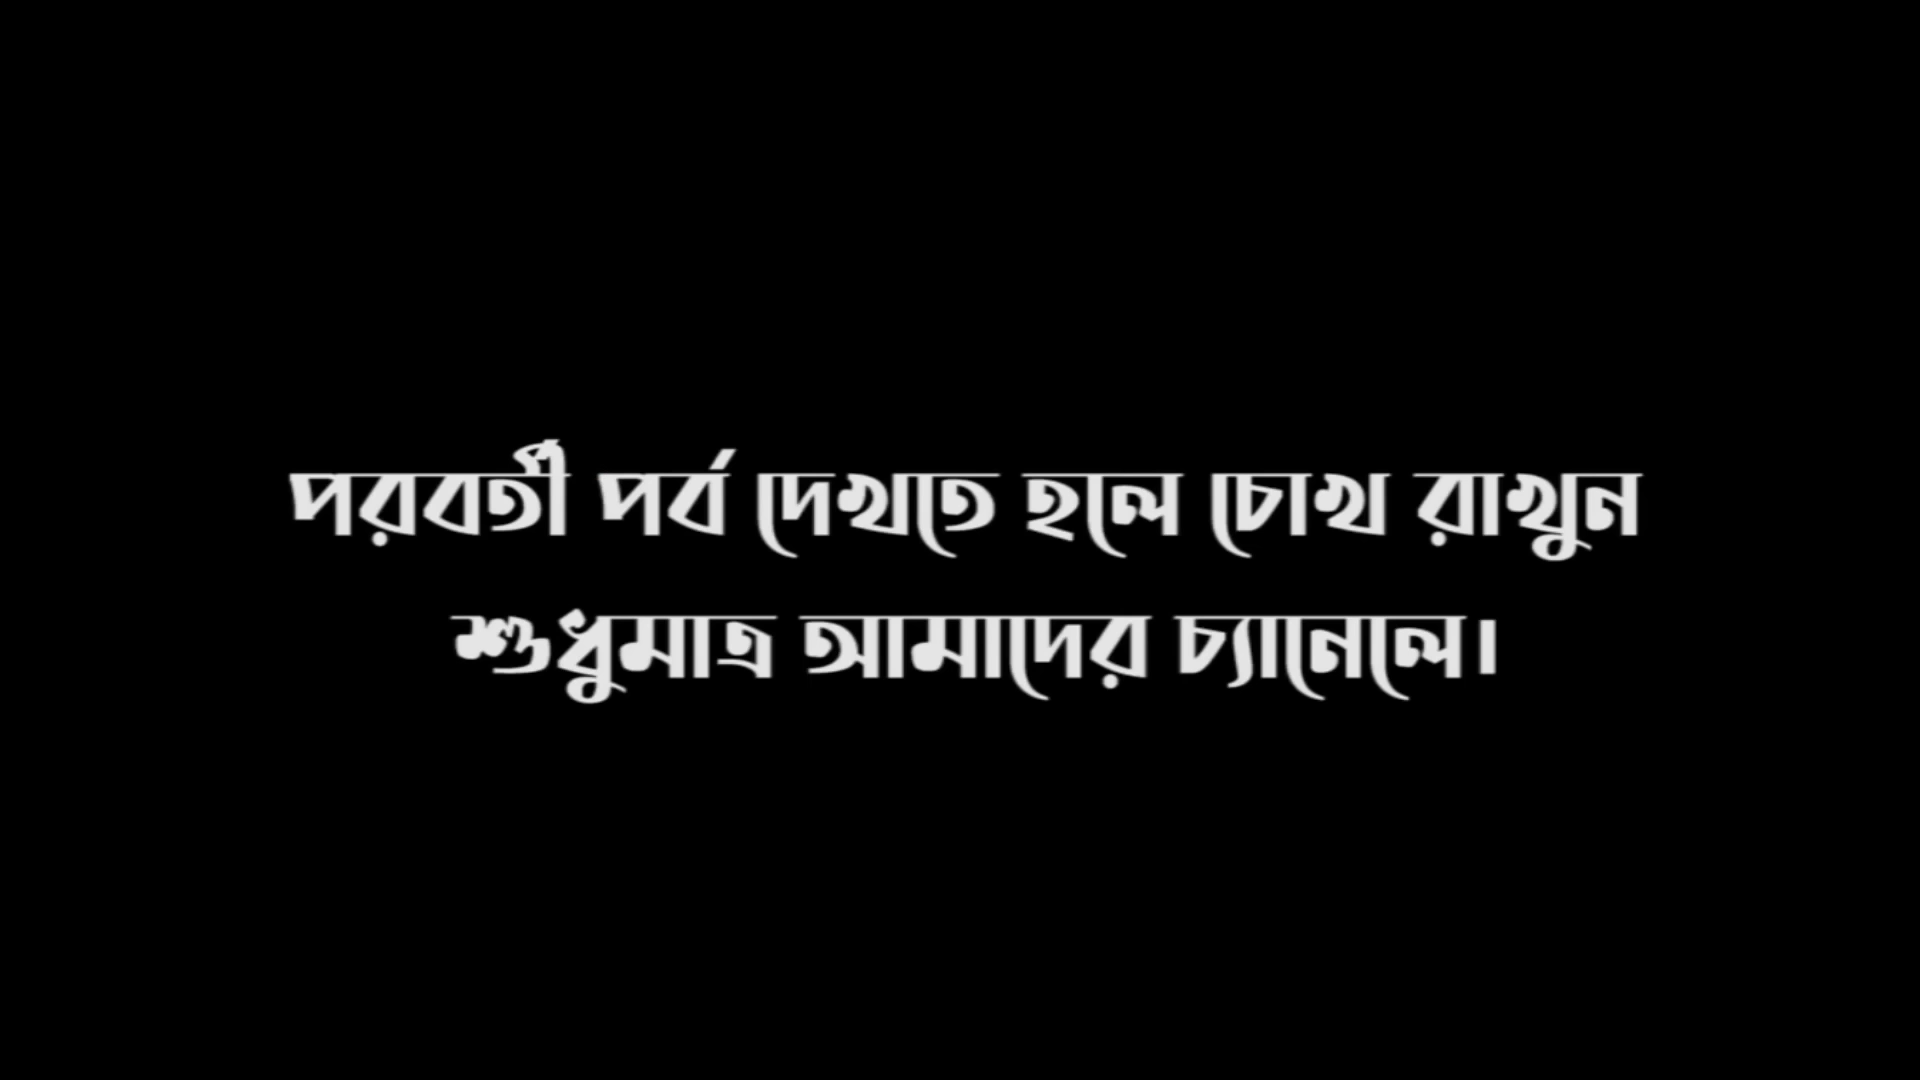 পরবর্তী পর্ব দেখতে হলে চোখ রাখুন
শুধুমাত্র আমাদের চ্যানেলে।